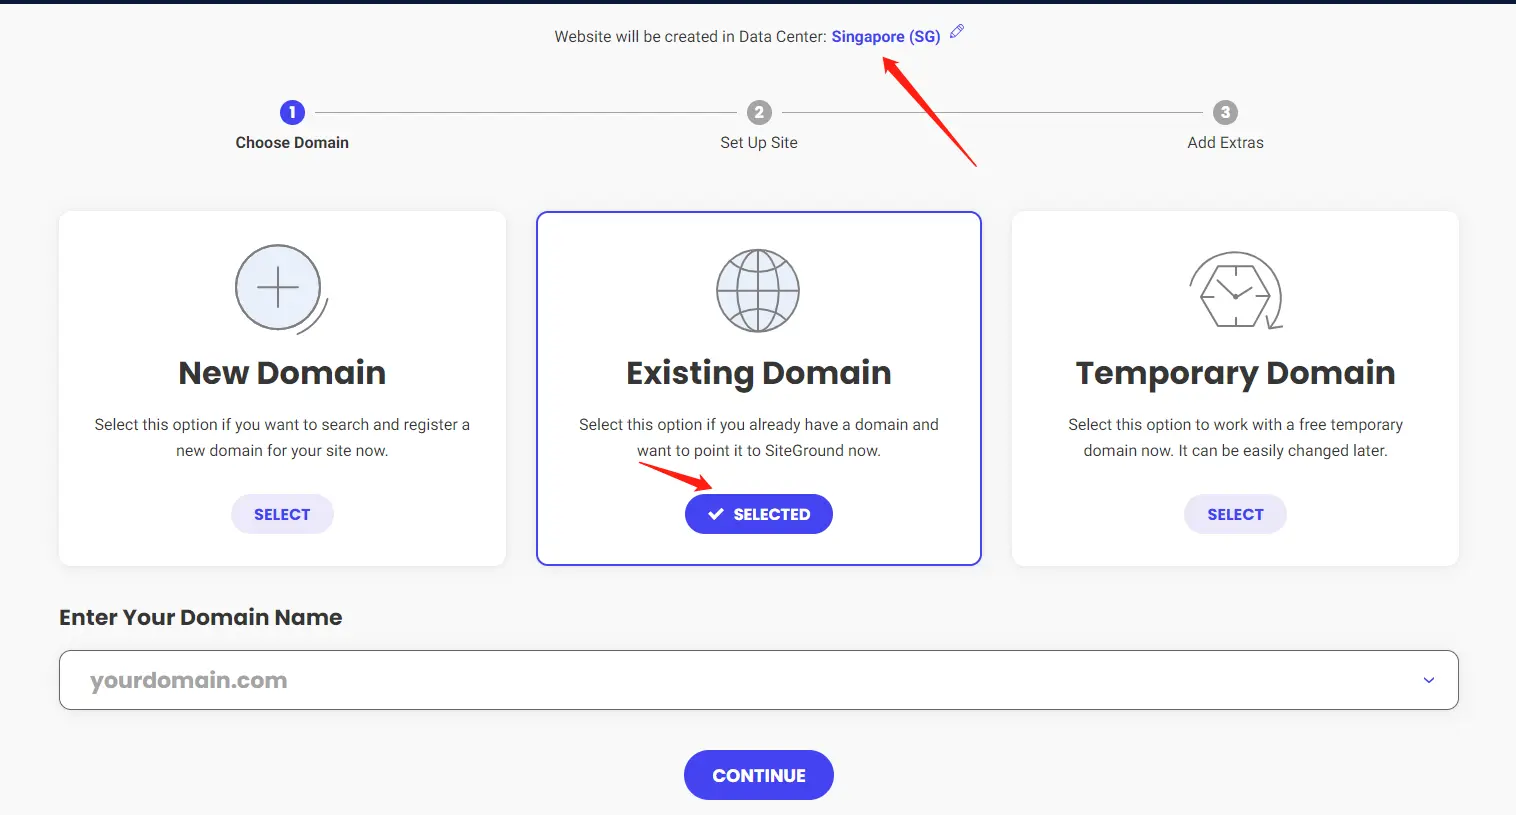 Website will be created in Data Center: Singapore (SG)
1
2
3
Choose Domain
Set Up Site
Add Extras
New Domain
Select this option if you want to search and register a
new domain for your site now.
SELECT
Existing Domain
Select this option if you already have a domain and
want to point it to SiteGround now.
SELECTED
Temporary Domain
Select this option to work with a free temporary
domain now. It can be easily changed later.
SELECT
Enter Your Domain Name
yourdomain.com
CONTINUE